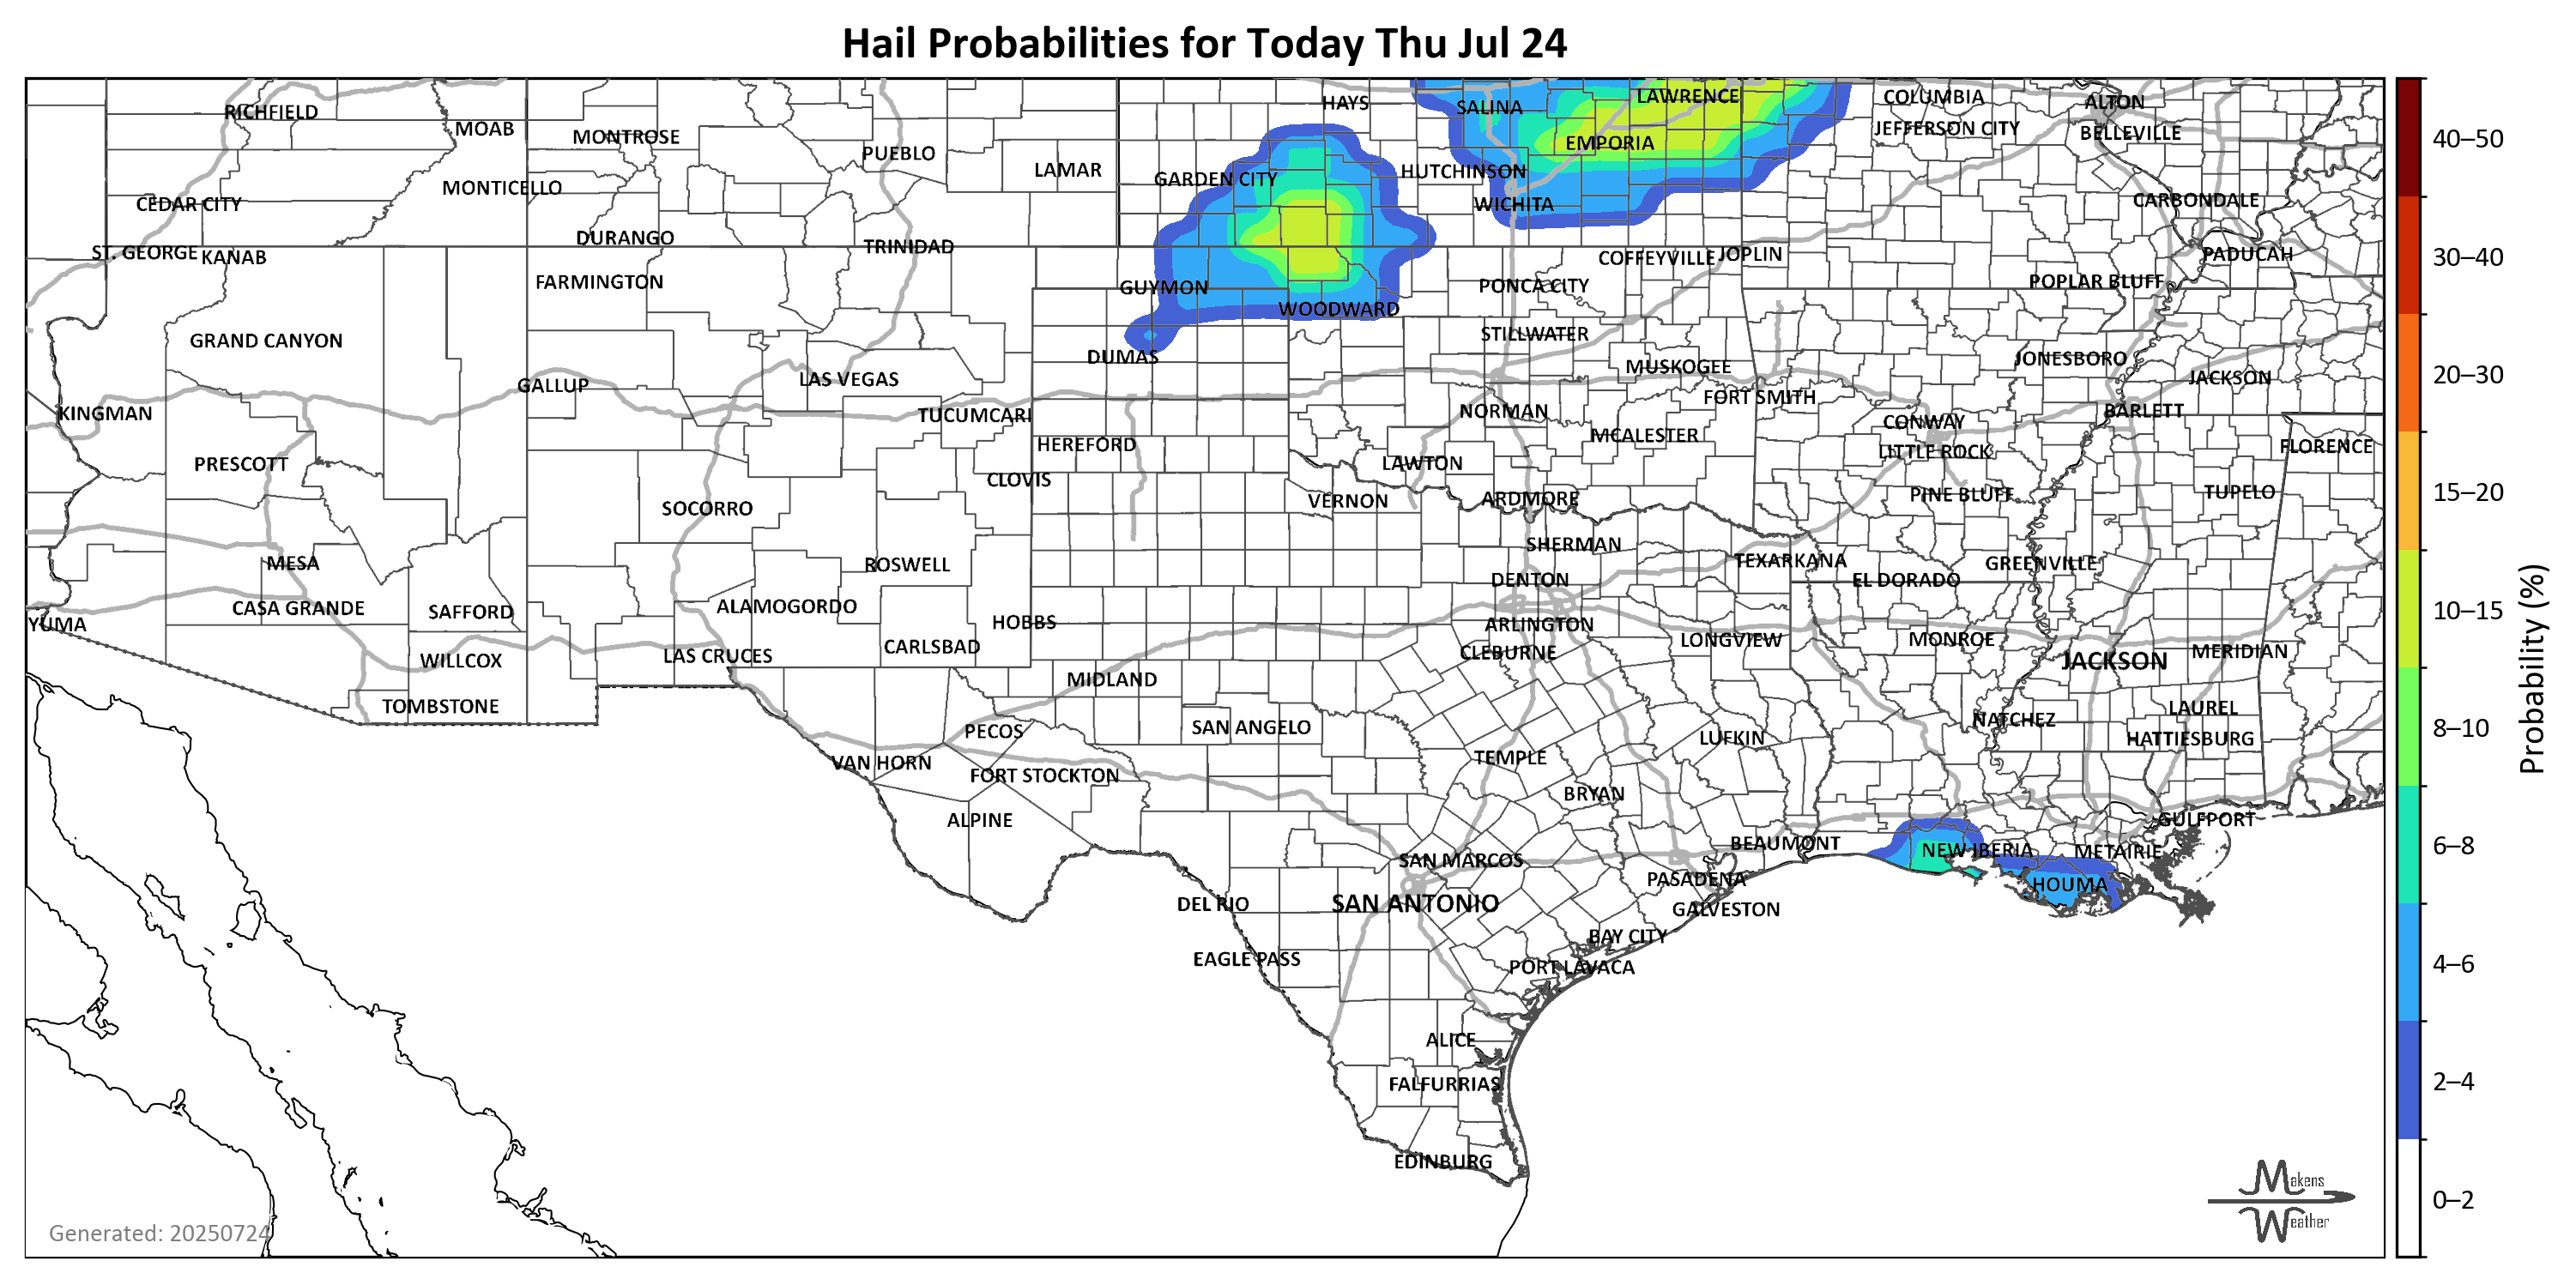 Hail Probabilities for Today Thu Jul 24
RICHFIELD
MOAB
MONTROSE
PUEBLO
LAMAR
HAYS
SALINA
LAWRENCE
COLUMBIA
ALTON
JEFFERSON CITY
BELLEVILLE
EMPORIA
HUTCHINSON
GARDEN CITY
MONTICELLO
CEDAR CITY
WICHITA
CARBONDALE
ST. GEORGE
KANAB
DURANGO
TRINIDAD
FARMINGTON
GUYMON
WOODWARD
PONCA CITY
COFFEYVILLE
JOPLIN
POPLAR BLUFF
PADUCAH
GRAND CANYON
DUMAS
STILLWATER
MUSKOGEE
JONESBORO
JACKSON
GALLUP
LAS VEGAS
KINGMAN
TUCUMCARI
NORMAN
FORT SMITH
CONWAY
BARLETT
HEREFORD
MCALESTER
LITTLE ROCK
FLORENCE
PRESCOTT
CLOVIS
LAWTON
SOCORRO
VERNON
ARDMORE
PINE BLUFF
TUPELO
MESA
ROSWELL
SHERMAN
TEXARKANA
GREENVILLE
CASA GRANDE
SAFFORD
ALAMOGORDO
DENTON
EL DORADO
YUMA
HOBBS
ARLINGTON
WILLCOX
LAS CRUCES
CARLSBAD
CLEBURNE
LONGVIEW
MONROE
JACKSON
MERIDIAN
TOMBSTONE
MIDLAND
PECOS
SAN ANGELO
LUFKIN
NATCHEZ
LAUREL
HATTIESBURG
VAN HORN
FORT STOCKTON
TEMPLE
BRYAN
ALPINE
GULFPORT
SAN MARCOS
BEAUMONT
NEW IBERIA
METAIRIE
PASADENA
HOUMA
DEL RIO
SAN ANTONIO
GALVESTON
BAY CITY
EAGLE PASS
PORT LAVACA
ALICE
FALFURRIAS
EDINBURG
Generated: 20250724
Makens
Weather
40–50
30–40
20–30
15–20
10–15
8–10
6–8
4–6
2–4
0–2
Probability (%)